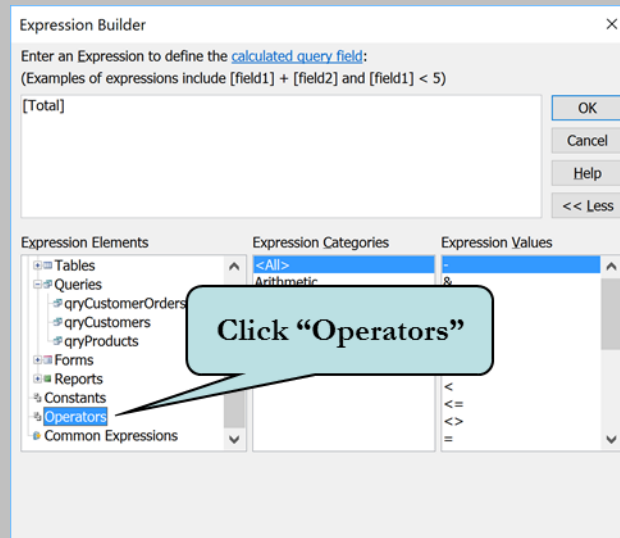 Expression Builder
Enter an Expression to define the calculated query field:
(Examples of expressions include [field1] + [field2] and [field1] < 5)
[Total]
OK
Cancel
Help
<< Less
Expression Elements
Expression Categories
Expression Values
Tables
Queries
qryCustomerOrders
qryCustomers
qryProducts
Forms
Reports
Constants
Operators
Common Expressions
<All>
Arithmetic
-
&
<
<=
<>
=
Click “Operators”